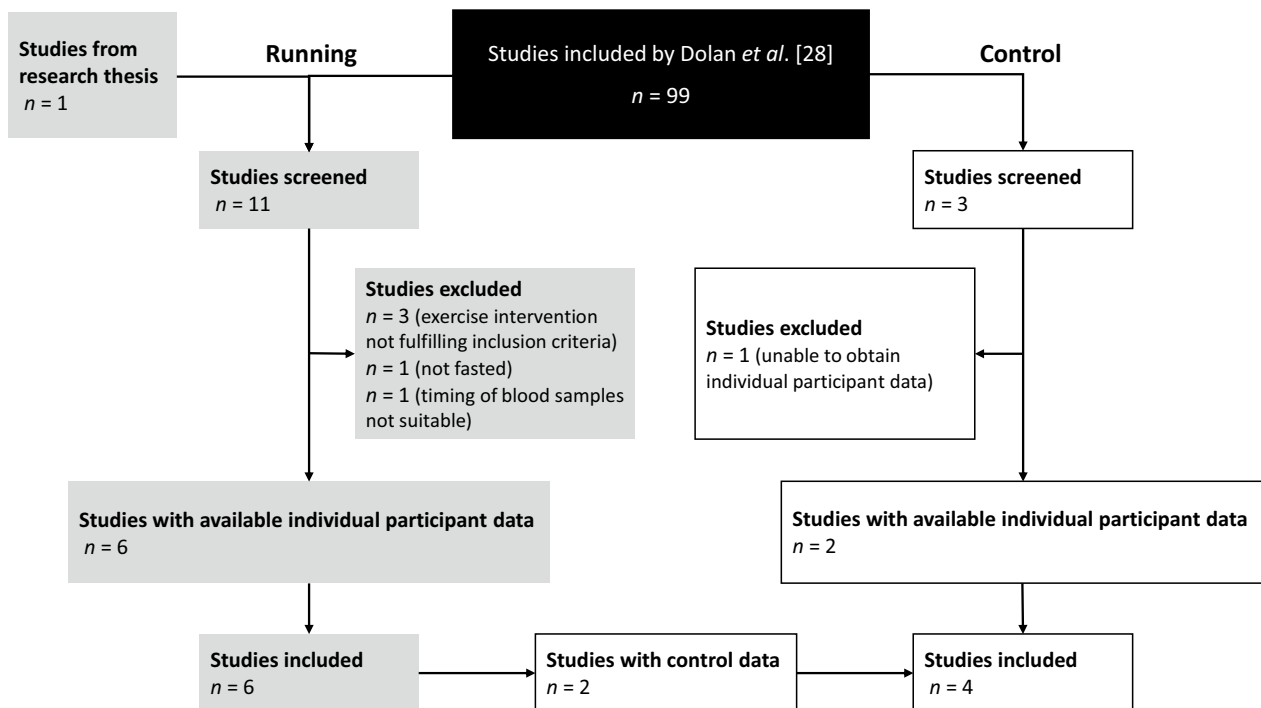 Studies from
research thesis
n = 1
Running
Studies included by Dolan et al. [28]
n = 99
Control
Studies screened
n = 11
Studies screened
n = 3
Studies excluded
n = 3 (exercise intervention
not fulfilling inclusion criteria)
n = 1 (not fasted)
n = 1 (timing of blood samples
not suitable)
Studies excluded
n = 1 (unable to obtain
individual participant data)
Studies with available individual participant data
n = 6
Studies with available individual participant data
n = 2
Studies included
n = 6
Studies with control data
n = 2
Studies included
n = 4